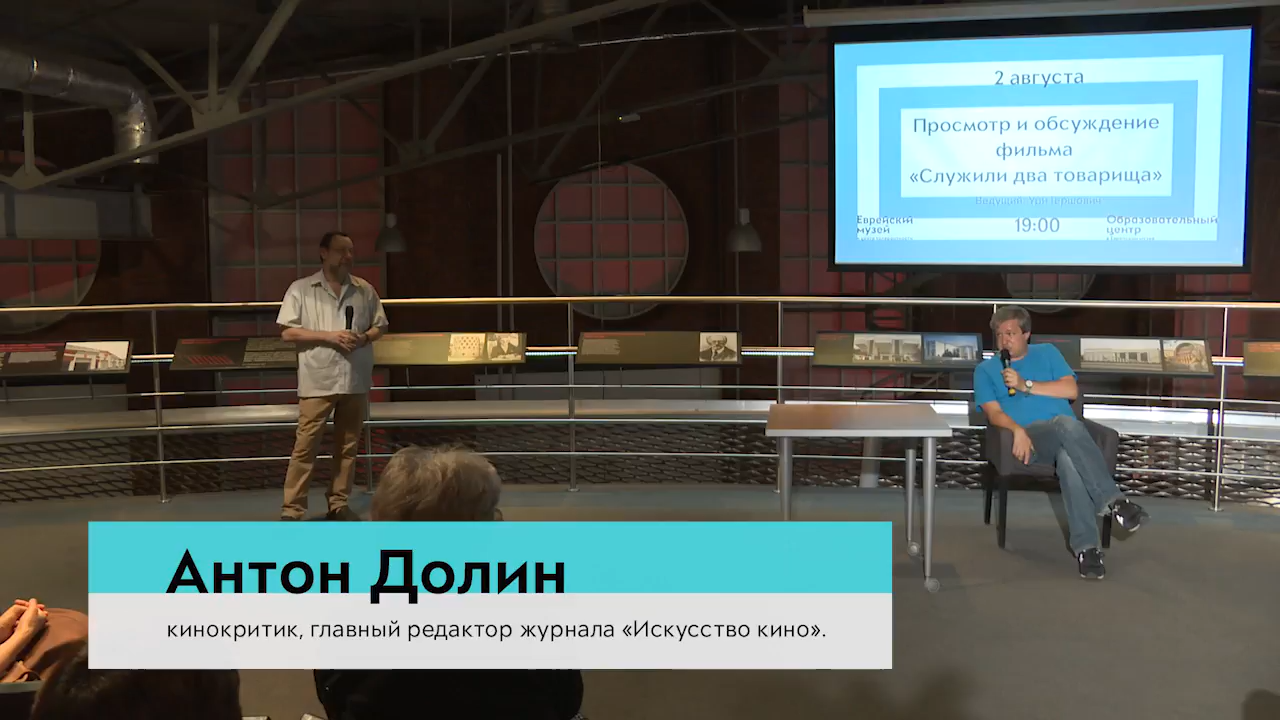 2 августа
Просмотр и обсуждение
фильма
«Служили два товарища»
Еврейский
музей
19:00
Образовательный
центр
Антон Долин
кинокритик, главный редактор журнала «Искусство кино».